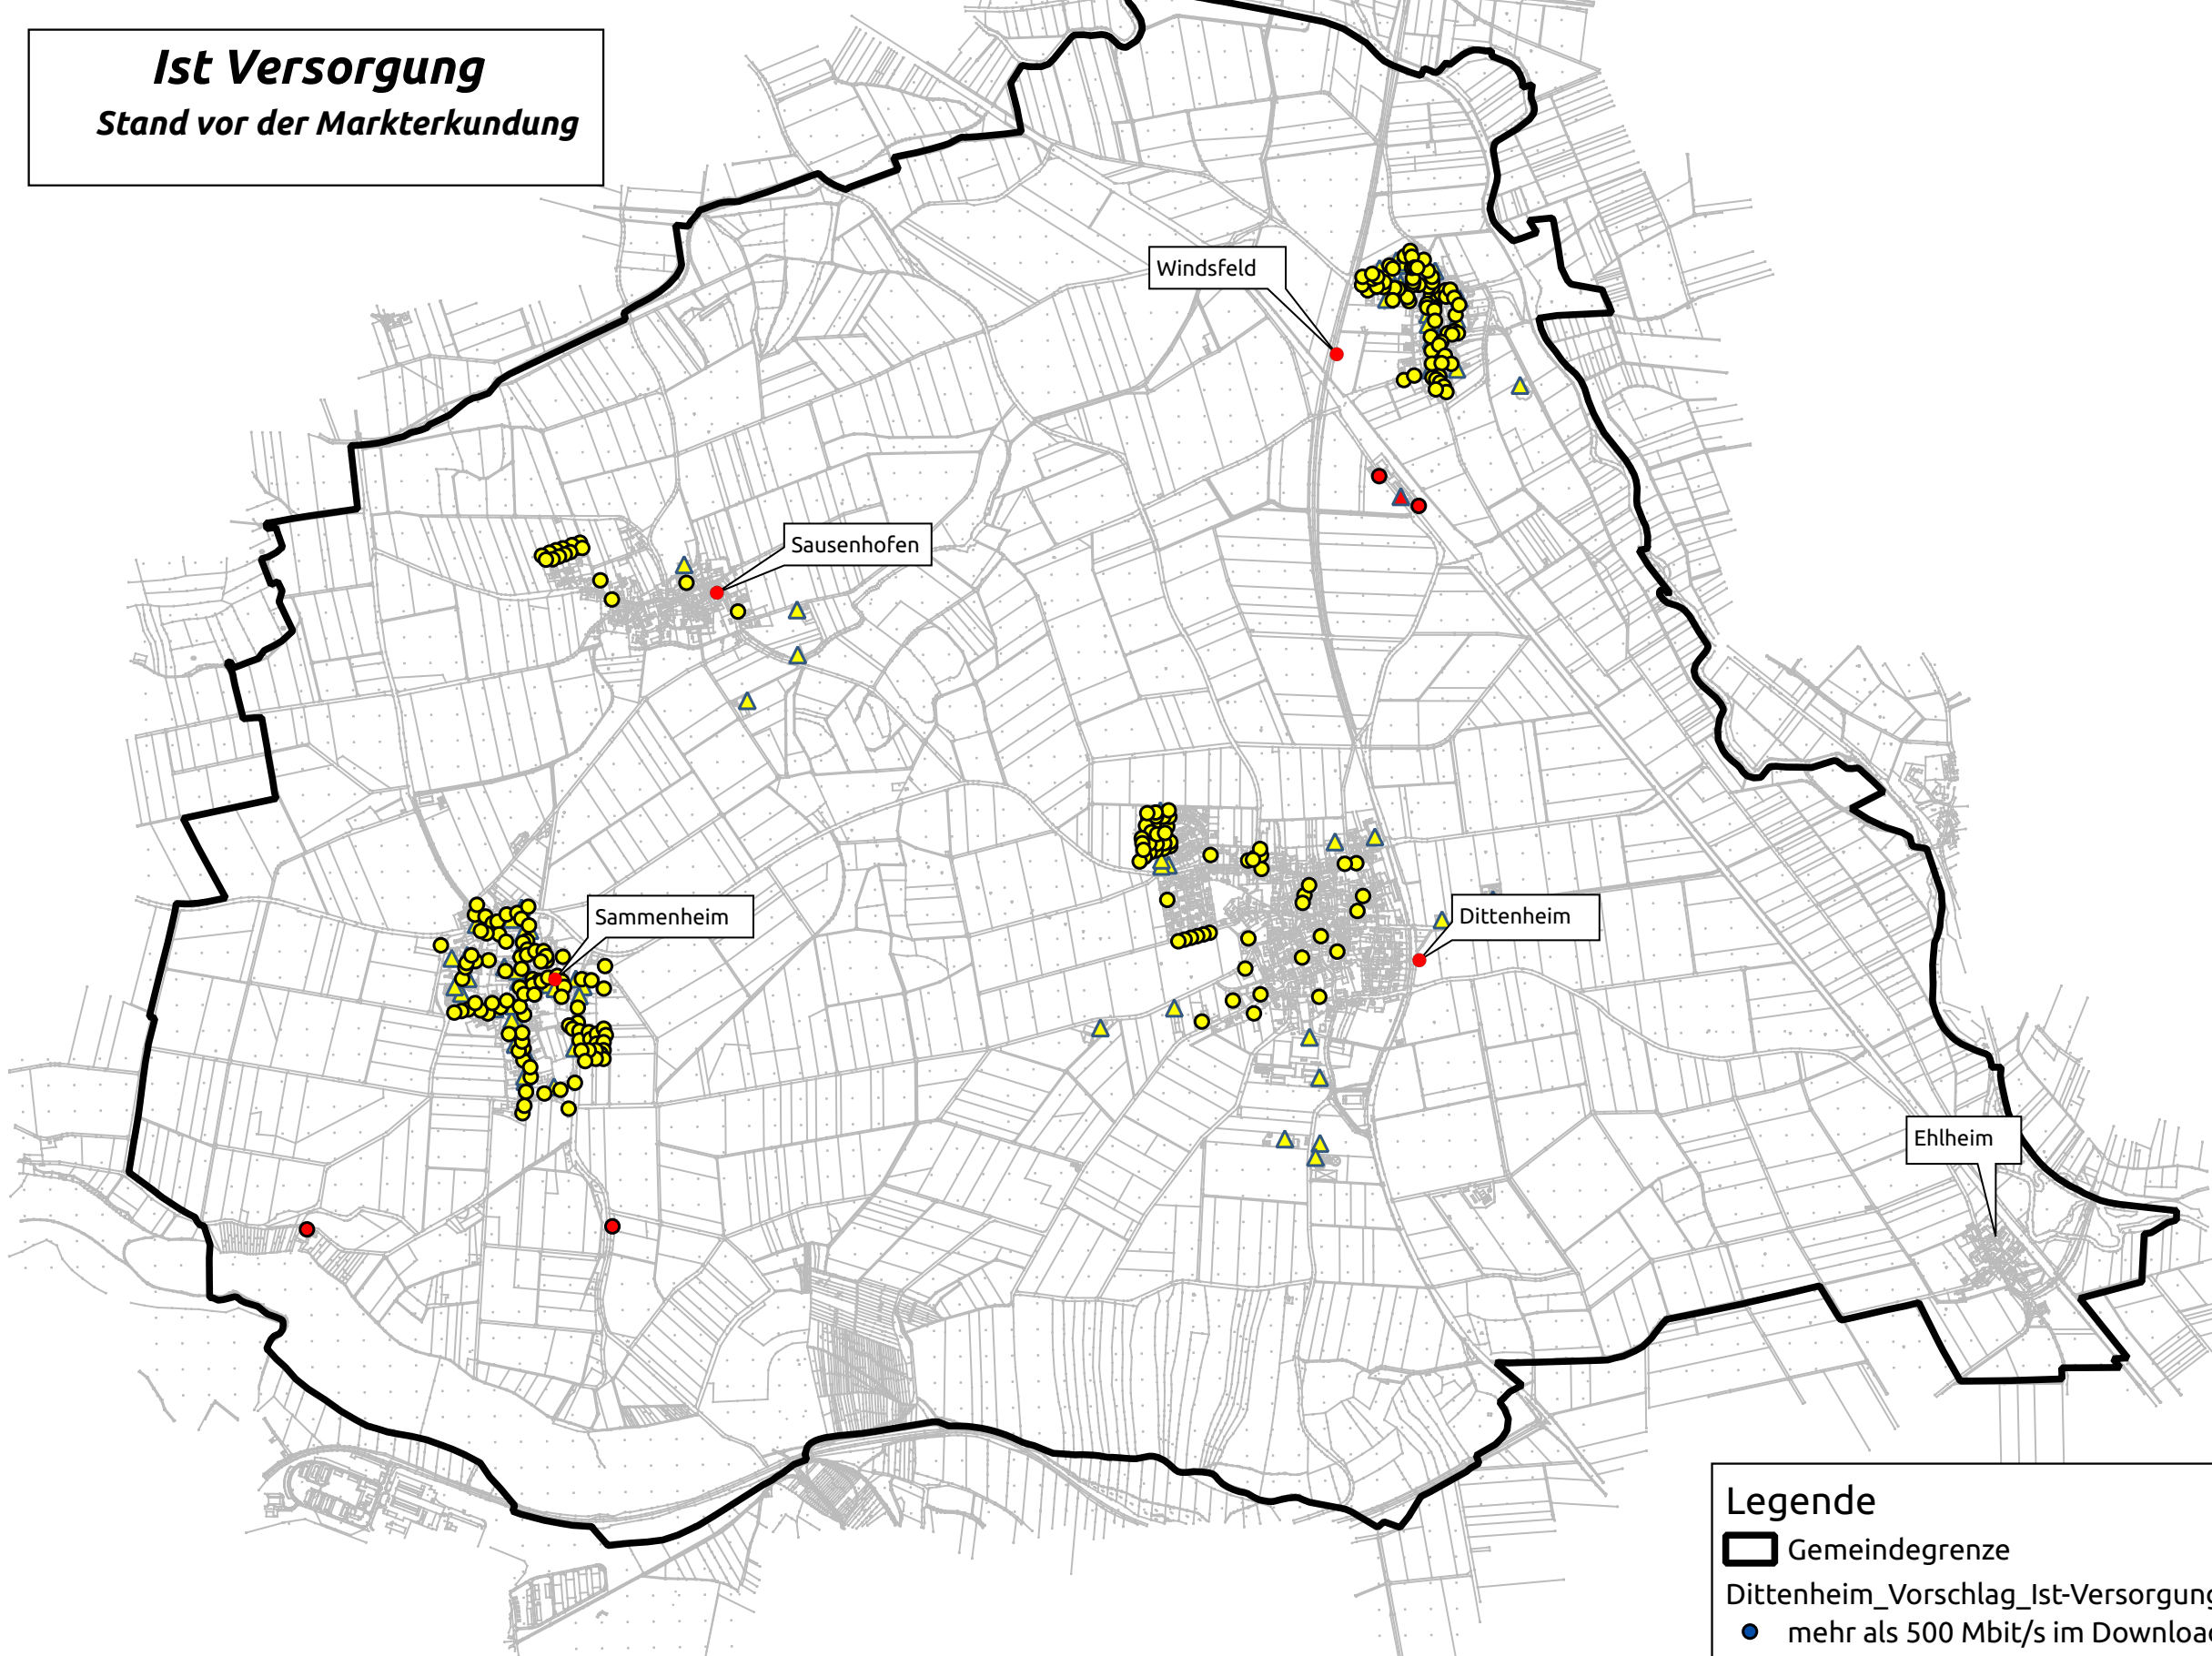 Ist Versorgung
Stand vor der Markterkundung
Windsfeld
Sausenhofen
Sammenheim
Dittenheim
Ehlheim
Legende
Gemeindegrenze
Dittenheim_Vorschlag_Ist-Versorgung
mehr als 500 Mbit/s im Download